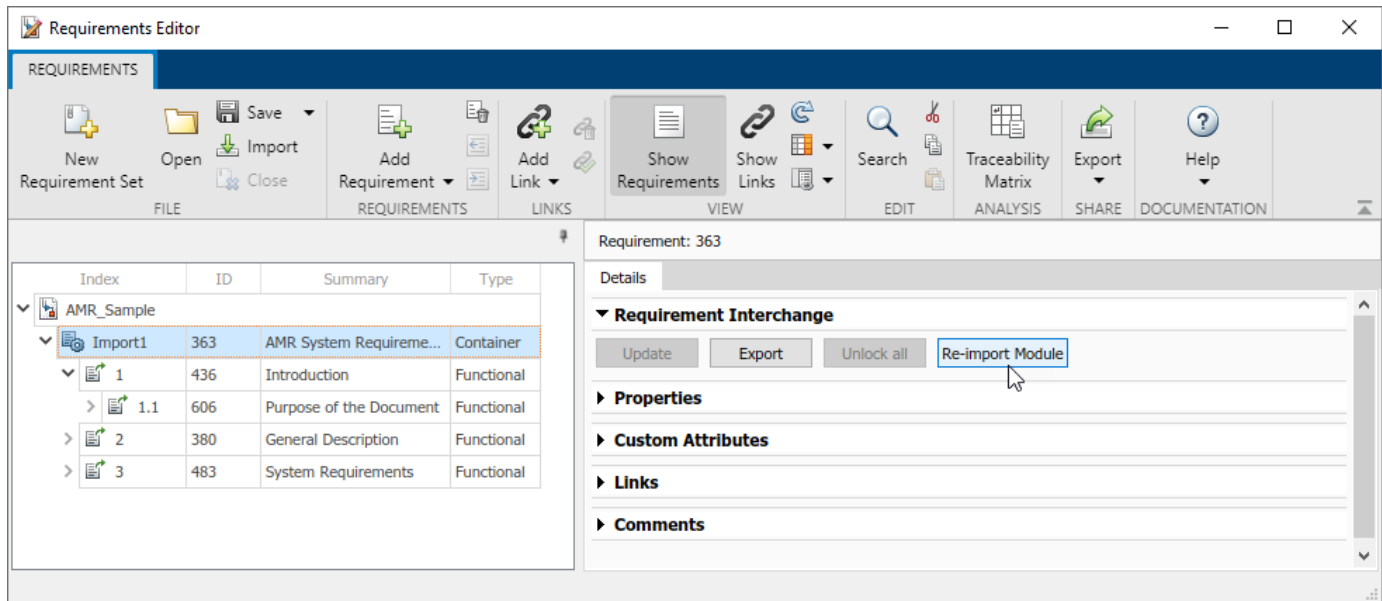 Requirements Editor
REQUIREMENTS
New
Requirement Set
Open
Save
Import
Close
FILE
Add
Requirement
REQUIREMENTS
Add
Link
LINKS
Show
Requirements
Show
Links
VIEW
Search
EDIT
Traceability
Matrix
ANALYSIS
Export
SHARE
Help
DOCUMENTATION
Index ID Summary Type
AMR_Sample
Import1 363 AMR System Requireme... Container
1 436 Introduction Functional
1.1 606 Purpose of the Document Functional
2 380 General Description Functional
3 483 System Requirements Functional
Requirement: 363
Details
Requirement Interchange
Update Export Unlock all Re-import Module
Properties
Custom Attributes
Links
Comments